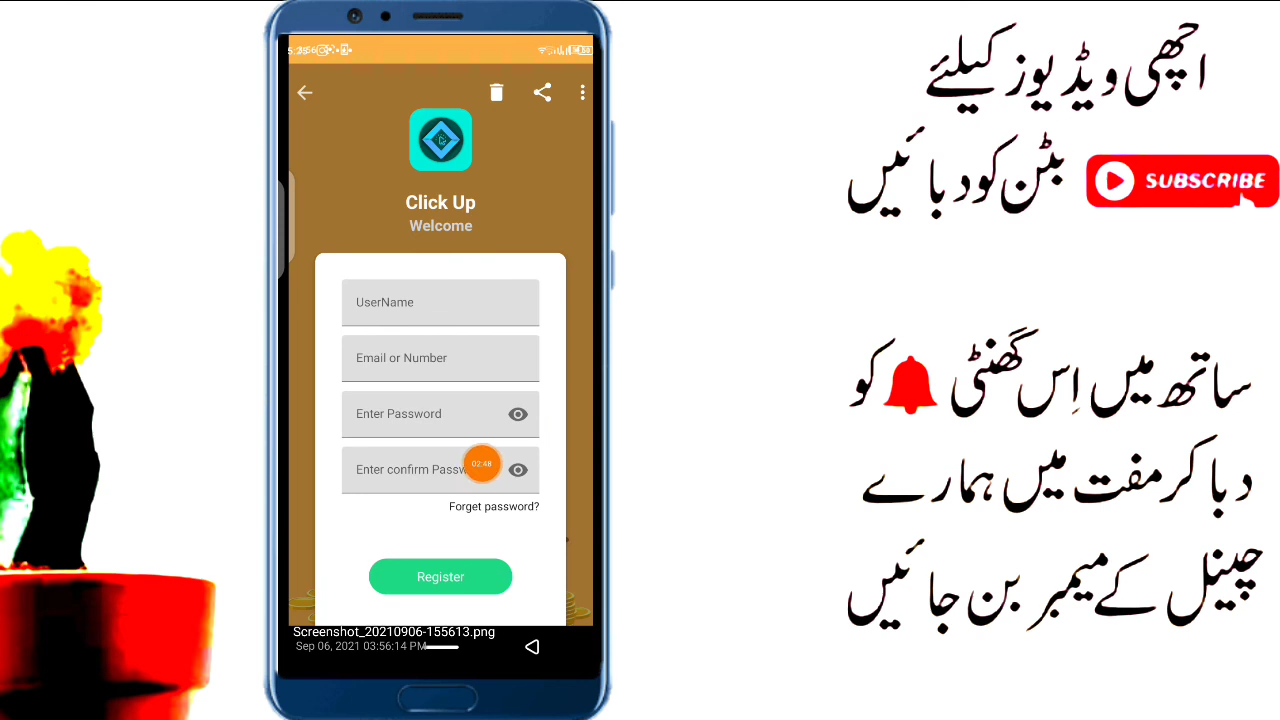 Click Up
Welcome
UserName
Email or Number
Enter Password
Enter confirm Passw
02:48
Forget password?
Register
Screenshot_20210906-155613.png
Sep 06, 2021 03:56:14 PM
اچھی ویڈیوز کیلئے
بٹن کو دبائیں
SUBSCRIBE
ساتھ میں اِس گھنٹی کو
دبا کر مفت میں ہمارے
چینل کے میمبر بن جائیں